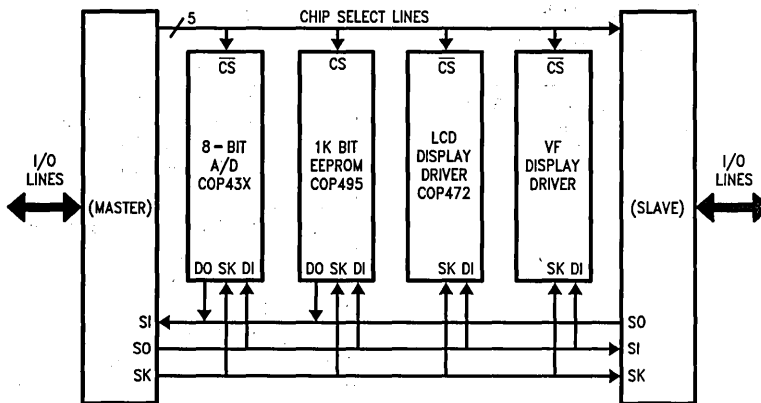 5 CHIP SELECT LINES
CS CS CS CS
8-BIT
A/D
COP43X
1K BIT
EEPROM
COP495
LCD
DISPLAY
DRIVER
COP472
VF
DISPLAY
DRIVER
I/O
LINES
(MASTER)
(SLAVE)
I/O
LINES
DO SK DI
DO SK DI
SK DI
SK DI
SI
SO
SK
SO
SI
SK